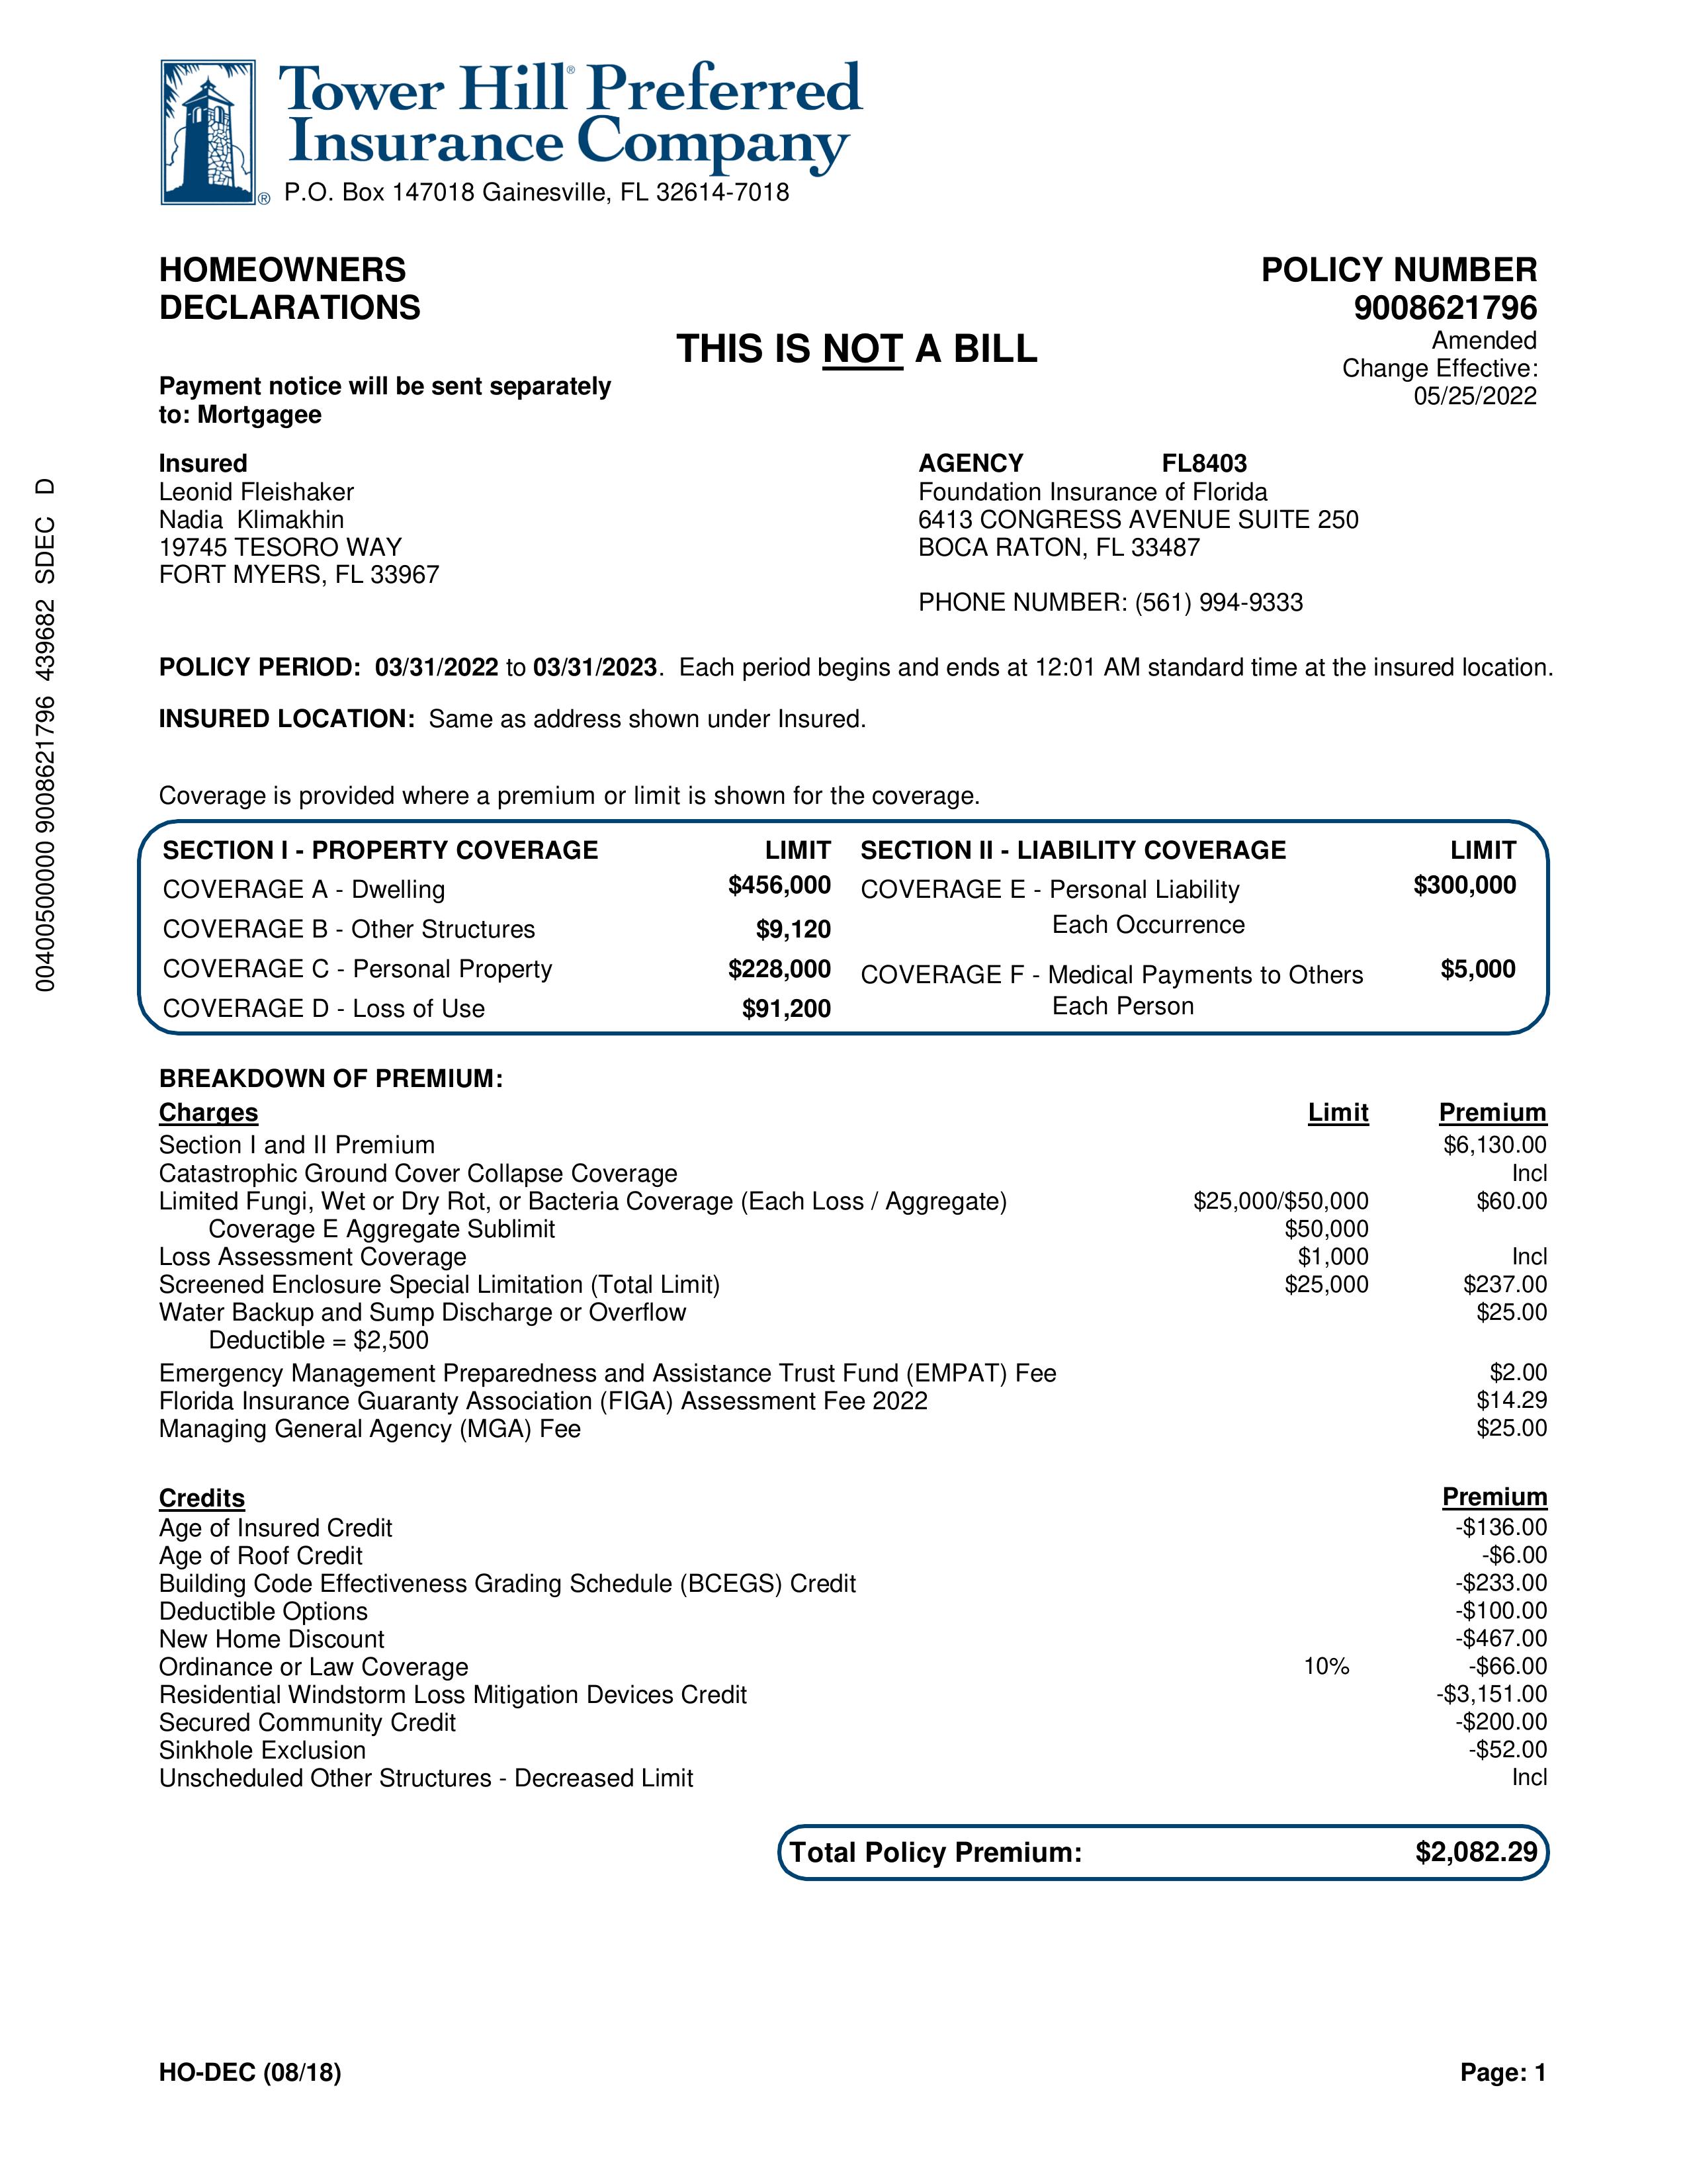 Tower Hill® Preferred
Insurance Company
® P.O. Box 147018 Gainesville, FL 32614-7018
HOMEOWNERS
DECLARATIONS
POLICY NUMBER
9008621796
Amended
Change Effective:
05/25/2022
THIS IS NOT A BILL
Payment notice will be sent separately
to: Mortgagee
Insured
Leonid Fleishaker
Nadia Klimakhin
19745 TESORO WAY
FORT MYERS, FL 33967
AGENCY FL8403
Foundation Insurance of Florida
6413 CONGRESS AVENUE SUITE 250
BOCA RATON, FL 33487
PHONE NUMBER: (561) 994-9333
00400500000 9008621796 439682 SDEC D
POLICY PERIOD: 03/31/2022 to 03/31/2023. Each period begins and ends at 12:01 AM standard time at the insured location.
INSURED LOCATION: Same as address shown under Insured.
Coverage is provided where a premium or limit is shown for the coverage.
SECTION I - PROPERTY COVERAGE LIMIT
COVERAGE A - Dwelling $456,000
COVERAGE B - Other Structures $9,120
COVERAGE C - Personal Property $228,000
COVERAGE D - Loss of Use $91,200
SECTION II - LIABILITY COVERAGE LIMIT
COVERAGE E - Personal Liability $300,000
Each Occurrence
COVERAGE F - Medical Payments to Others $5,000
Each Person
BREAKDOWN OF PREMIUM:
Charges Limit Premium
Section I and II Premium $6,130.00
Catastrophic Ground Cover Collapse Coverage Incl
Limited Fungi, Wet or Dry Rot, or Bacteria Coverage (Each Loss / Aggregate) $25,000/$50,000 $60.00
Coverage E Aggregate Sublimit $50,000
Loss Assessment Coverage $1,000 Incl
Screened Enclosure Special Limitation (Total Limit) $25,000 $237.00
Water Backup and Sump Discharge or Overflow $25.00
Deductible = $2,500
Emergency Management Preparedness and Assistance Trust Fund (EMPAT) Fee $2.00
Florida Insurance Guaranty Association (FIGA) Assessment Fee 2022 $14.29
Managing General Agency (MGA) Fee $25.00
Credits Premium
Age of Insured Credit -$136.00
Age of Roof Credit -$6.00
Building Code Effectiveness Grading Schedule (BCEGS) Credit -$233.00
Deductible Options -$100.00
New Home Discount -$467.00
Ordinance or Law Coverage 10% -$66.00
Residential Windstorm Loss Mitigation Devices Credit -$3,151.00
Secured Community Credit -$200.00
Sinkhole Exclusion -$52.00
Unscheduled Other Structures - Decreased Limit Incl
Total Policy Premium: $2,082.29
HO-DEC (08/18) Page: 1